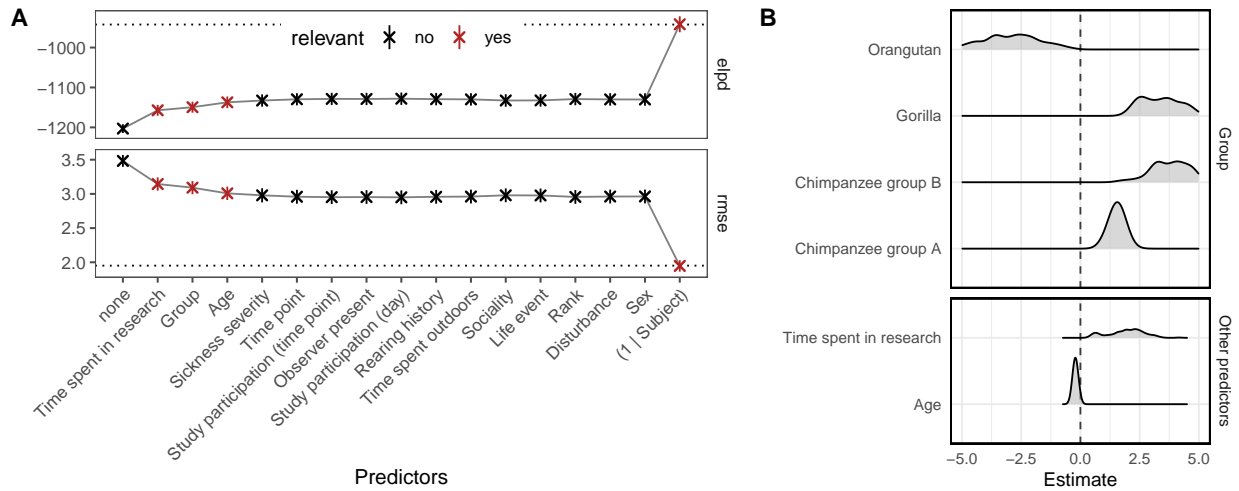 A
relevant no yes
−1000
−1100
−1200
elpd
3.5
3.0
2.5
2.0
rmse
none
Time spent in research
Group
Age
Sickness severity
Time point
Study participation (time point)
Observer present
Study participation (day)
Rearing history
Time spent outdoors
Sociality
Life event
Rank
Disturbance
Sex
(1 | Subject)
Predictors
B
Orangutan
Gorilla
Chimpanzee group B
Chimpanzee group A
Group
Time spent in research
Age
Other predictors
−5.0 −2.5 0.0 2.5 5.0
Estimate